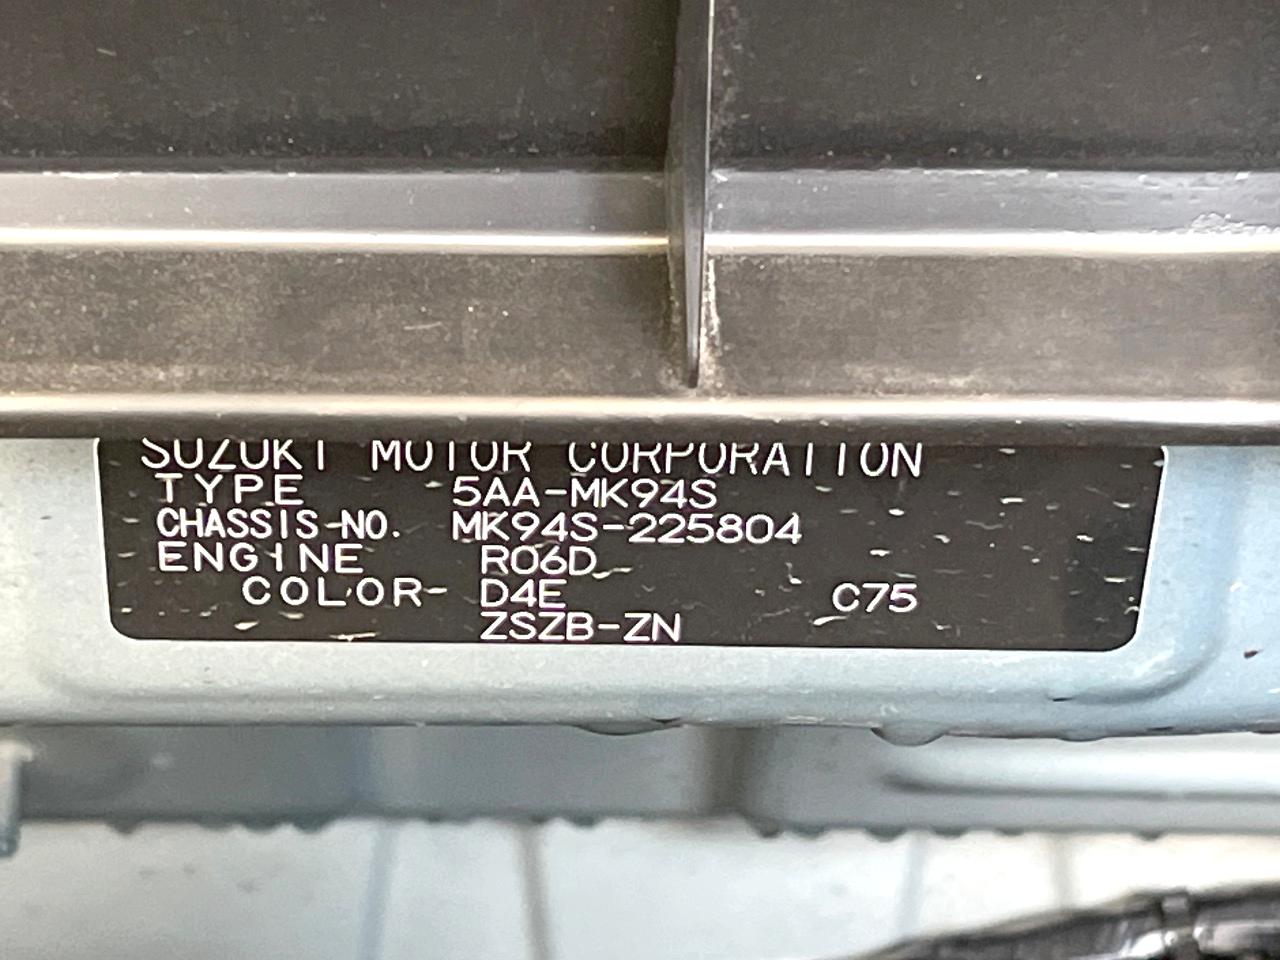 SUZUKI MOTOR CORPORATION
TYPE 5AA-MK94S
CHASSIS-NO. MK94S-225804
ENGINE R06D
COLOR D4E C75
ZSZB-ZN